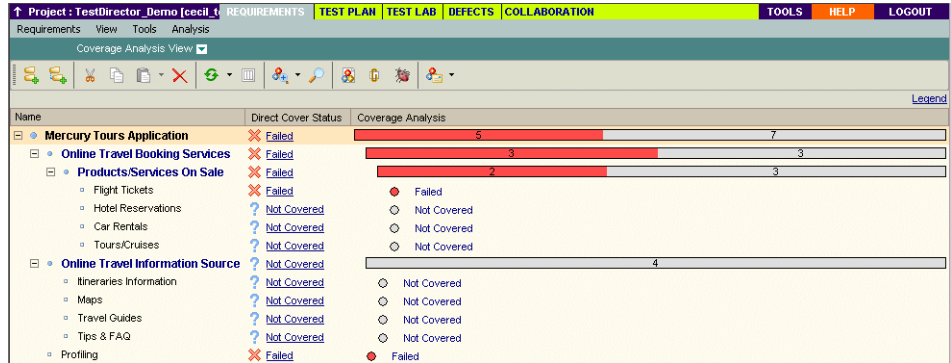 Project : TestDirector_Demo [cecil_t REQUIREMENTS TEST PLAN TEST LAB DEFECTS COLLABORATION TOOLS HELP LOGOUT
Requirements View Tools Analysis
Coverage Analysis View
Legend
Name Direct Cover Status Coverage Analysis
Mercury Tours Application Failed 5 7
Online Travel Booking Services Failed 3 3
Products/Services On Sale Failed 2 3
Flight Tickets Failed Failed
Hotel Reservations ? Not Covered Not Covered
Car Rentals ? Not Covered Not Covered
Tours/Cruises ? Not Covered Not Covered
Online Travel Information Source ? Not Covered 4
Itineraries Information ? Not Covered Not Covered
Maps ? Not Covered Not Covered
Travel Guides ? Not Covered Not Covered
Tips & FAQ ? Not Covered Not Covered
Profiling Failed Failed